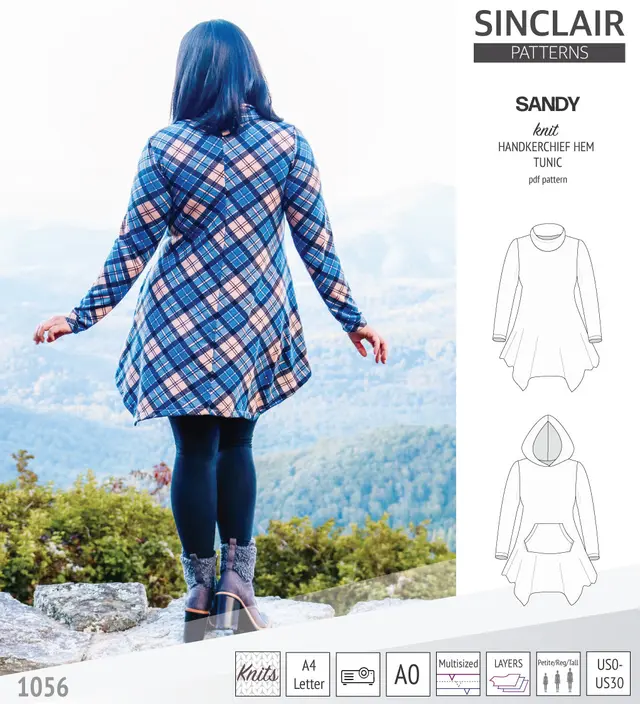 SINCLAIR
PATTERNS
SANDY
knit
HANDKERCHIEF HEM
TUNIC
pdf pattern
1056
Knits
A4
Letter
A0
Multisized
LAYERS
Petite/Reg/Tall
US0-
US30